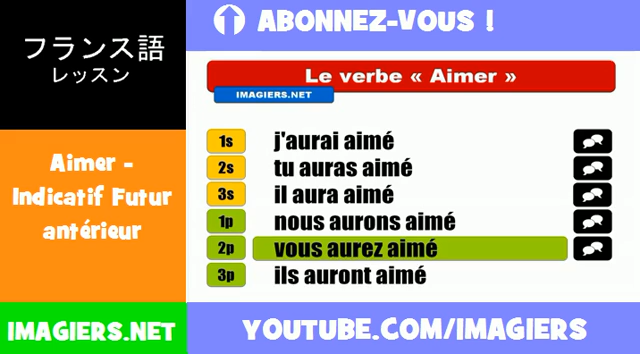 フランス語
レッスン
Aimer -
Indicatif Futur
antérieur
IMAGIERS.NET
ABONNEZ-VOUS !
Le verbe « Aimer »
IMAGIERS.NET
1s j'aurai aimé
2s tu auras aimé
3s il aura aimé
1p nous aurons aimé
2p vous aurez aimé
3p ils auront aimé
YOUTUBE.COM/IMAGIERS